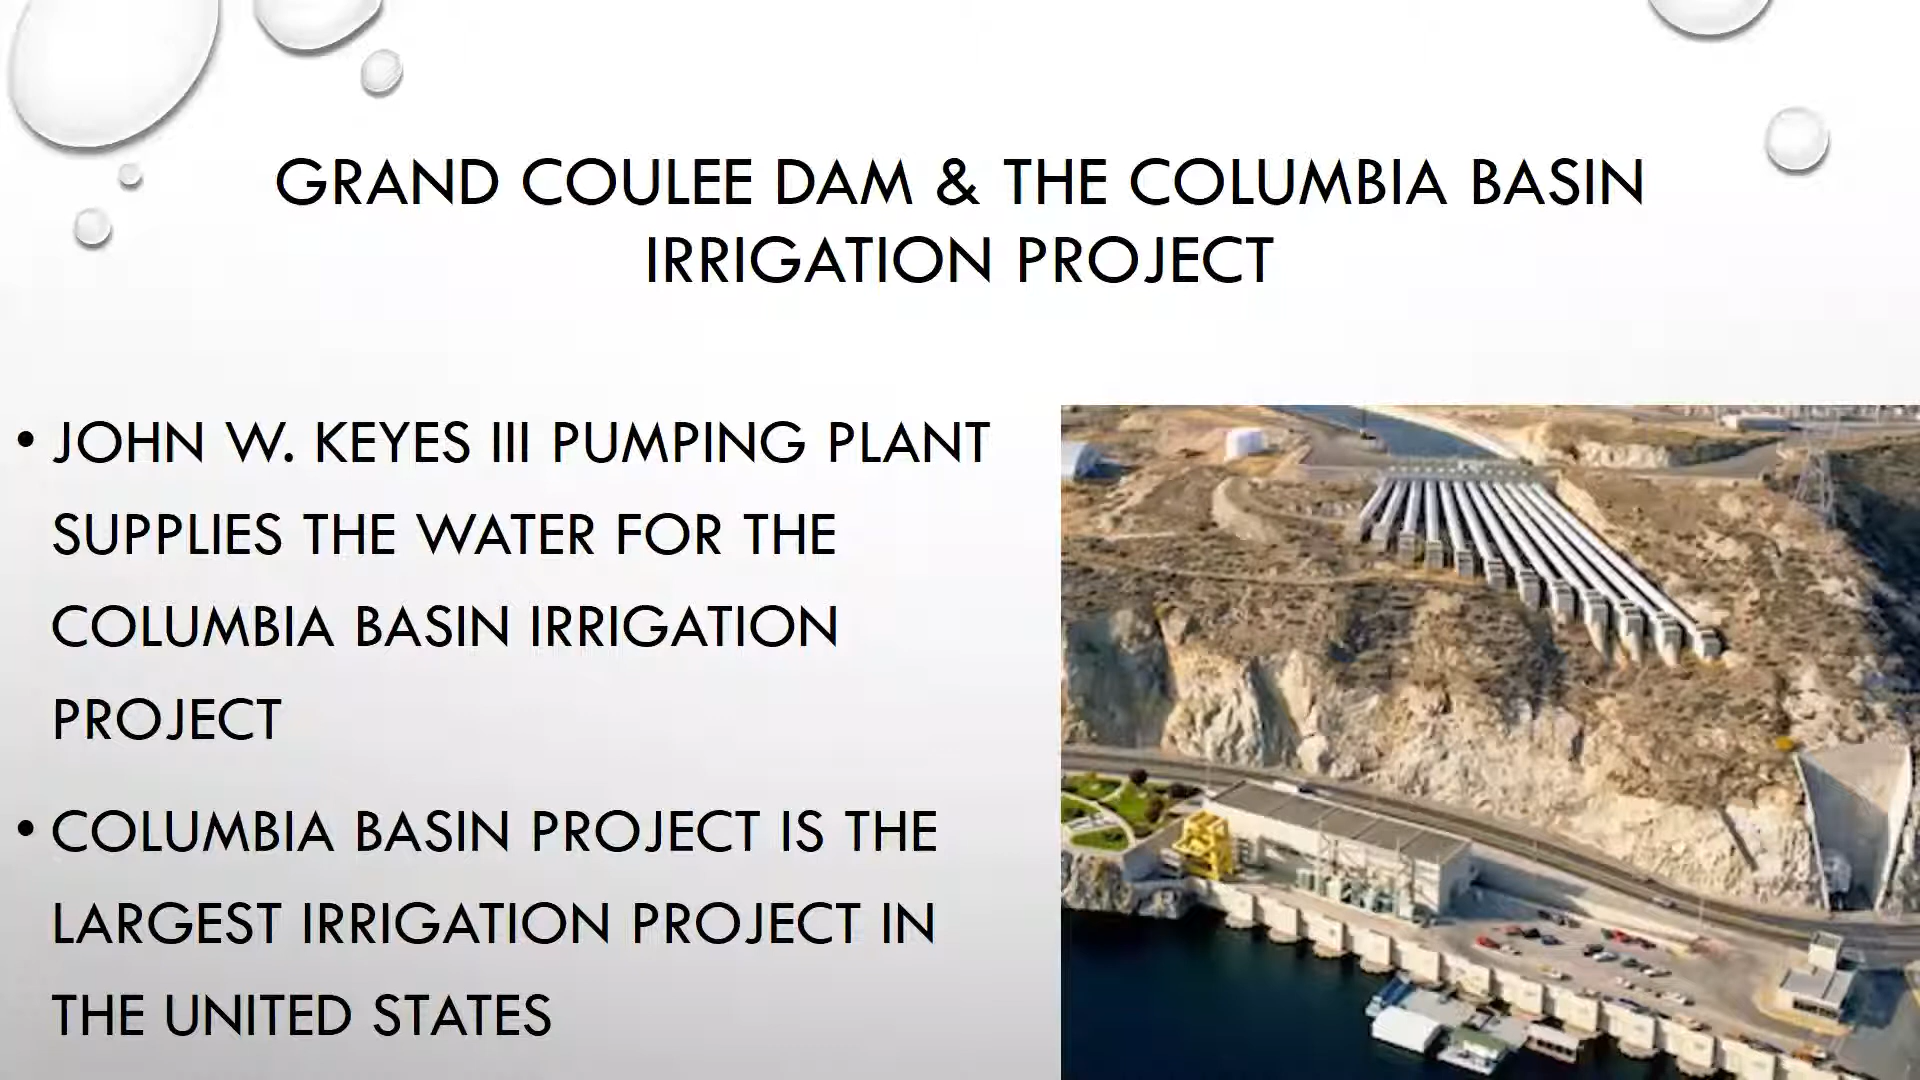 GRAND COULEE DAM & THE COLUMBIA BASIN
IRRIGATION PROJECT
• JOHN W. KEYES III PUMPING PLANT
SUPPLIES THE WATER FOR THE
COLUMBIA BASIN IRRIGATION
PROJECT
• COLUMBIA BASIN PROJECT IS THE
LARGEST IRRIGATION PROJECT IN
THE UNITED STATES